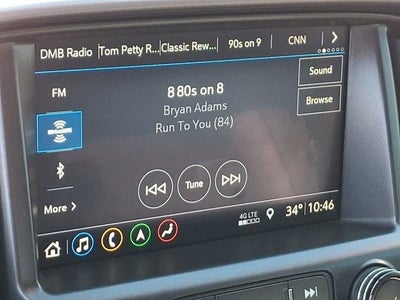 DMB Radio Tom Petty R... Classic Rew... 90s on 9 CNN
FM
8 80s on 8
Sound
Bryan Adams
Browse
Run To You (84)
SiriusXM
Tune
More
4G LTE
34° 10:46